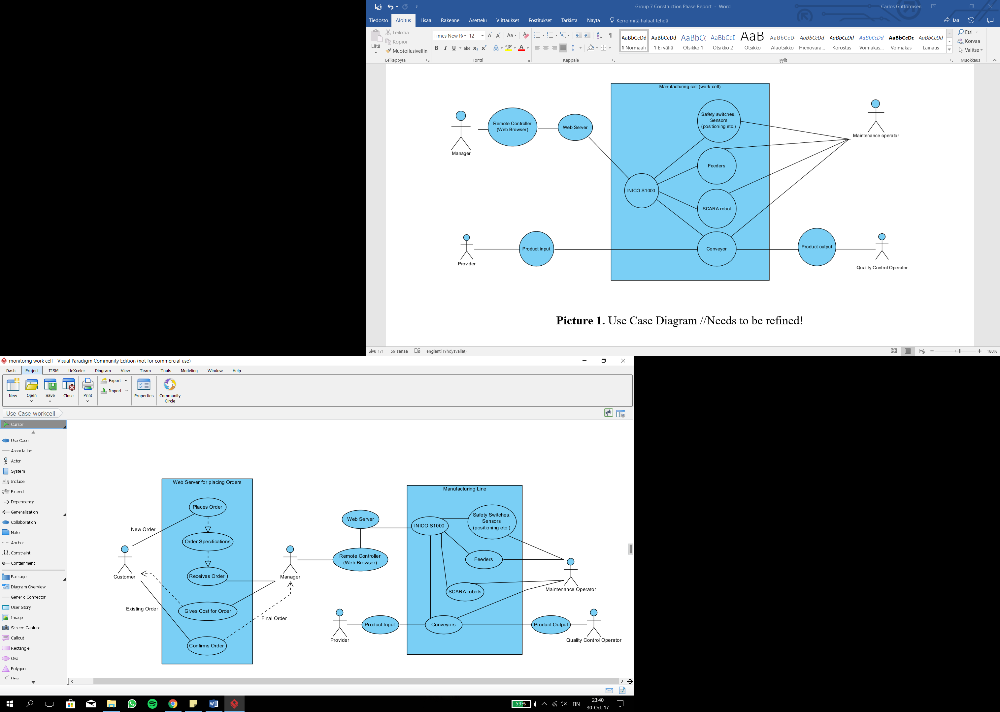 Group 7 Construction Phase Report - Word
Carlos Guttormsen
Tiedosto Aloitus Lisää Rakenne Asettelu Viittaukset Postitukset Tarkista Näytä Kerro mitä haluat tehdä Jaa
Liitä
Leikkaa
Kopioi
Muotoilusivellin
Leikepöytä
Times New R 12
Fontti
Kappale
AaBbCcDd AaBbCcDd AaBbC AaBbCcE AaB AaBbCcD AaBbCcDd AaBbCcDd AaBbCcDd AaBbCcDc AaBbCcDd
¶ Normaali ¶ Ei väliä Otsikko 1 Otsikko 2 Otsikko Alaotsikko Hienovara... Korostus Voimakas... Voimakas Lainaus
Tyylit
Etsi
Korvaa
Valitse
Muokkaus
Manufacturing cell (work cell)
Manager
Remote Controller
(Web Browser)
Web Server
Safety switches,
Sensors
(positioning etc.)
Maintenance operator
Feeders
INICO S1000
SCARA robot
Provider
Product input
Conveyor
Product output
Quality Control Operator
Picture 1. Use Case Diagram //Needs to be refined!
Sivu 1/1 59 sanaa englanti (Yhdysvallat)
180%
monitorng work cell - Visual Paradigm Community Edition (not for commercial use)
Dash Project ITSM UeXceler Diagram View Team Tools Modeling Window Help
New Open Save Close Print
Export
Import
Properties
Community
Circle
Use Case workcell
Cursor
Use Case
Association
Actor
System
Include
Extend
Dependency
Generalization
Collaboration
Note
Anchor
Constraint
Containment
Package
Diagram Overview
Generic Connector
User Story
Image
Screen Capture
Callout
Rectangle
Oval
Polygon
Line
Web Server for placing Orders
Places Order
New Order
Order Specifications
Customer
Receives Order
Manager
Existing Order
Gives Cost for Order
Final Order
Confirms Order
Web Server
Remote Controller
(Web Browser)
Manufacturing Line
INICO S1000
Safety Switches,
Sensors
(positioning etc.)
Feeders
SCARA robots
Maintenance Operator
Provider
Product Input
Conveyors
Product Output
Quality Control Operator
59%
FIN
23:40
30-Oct-17